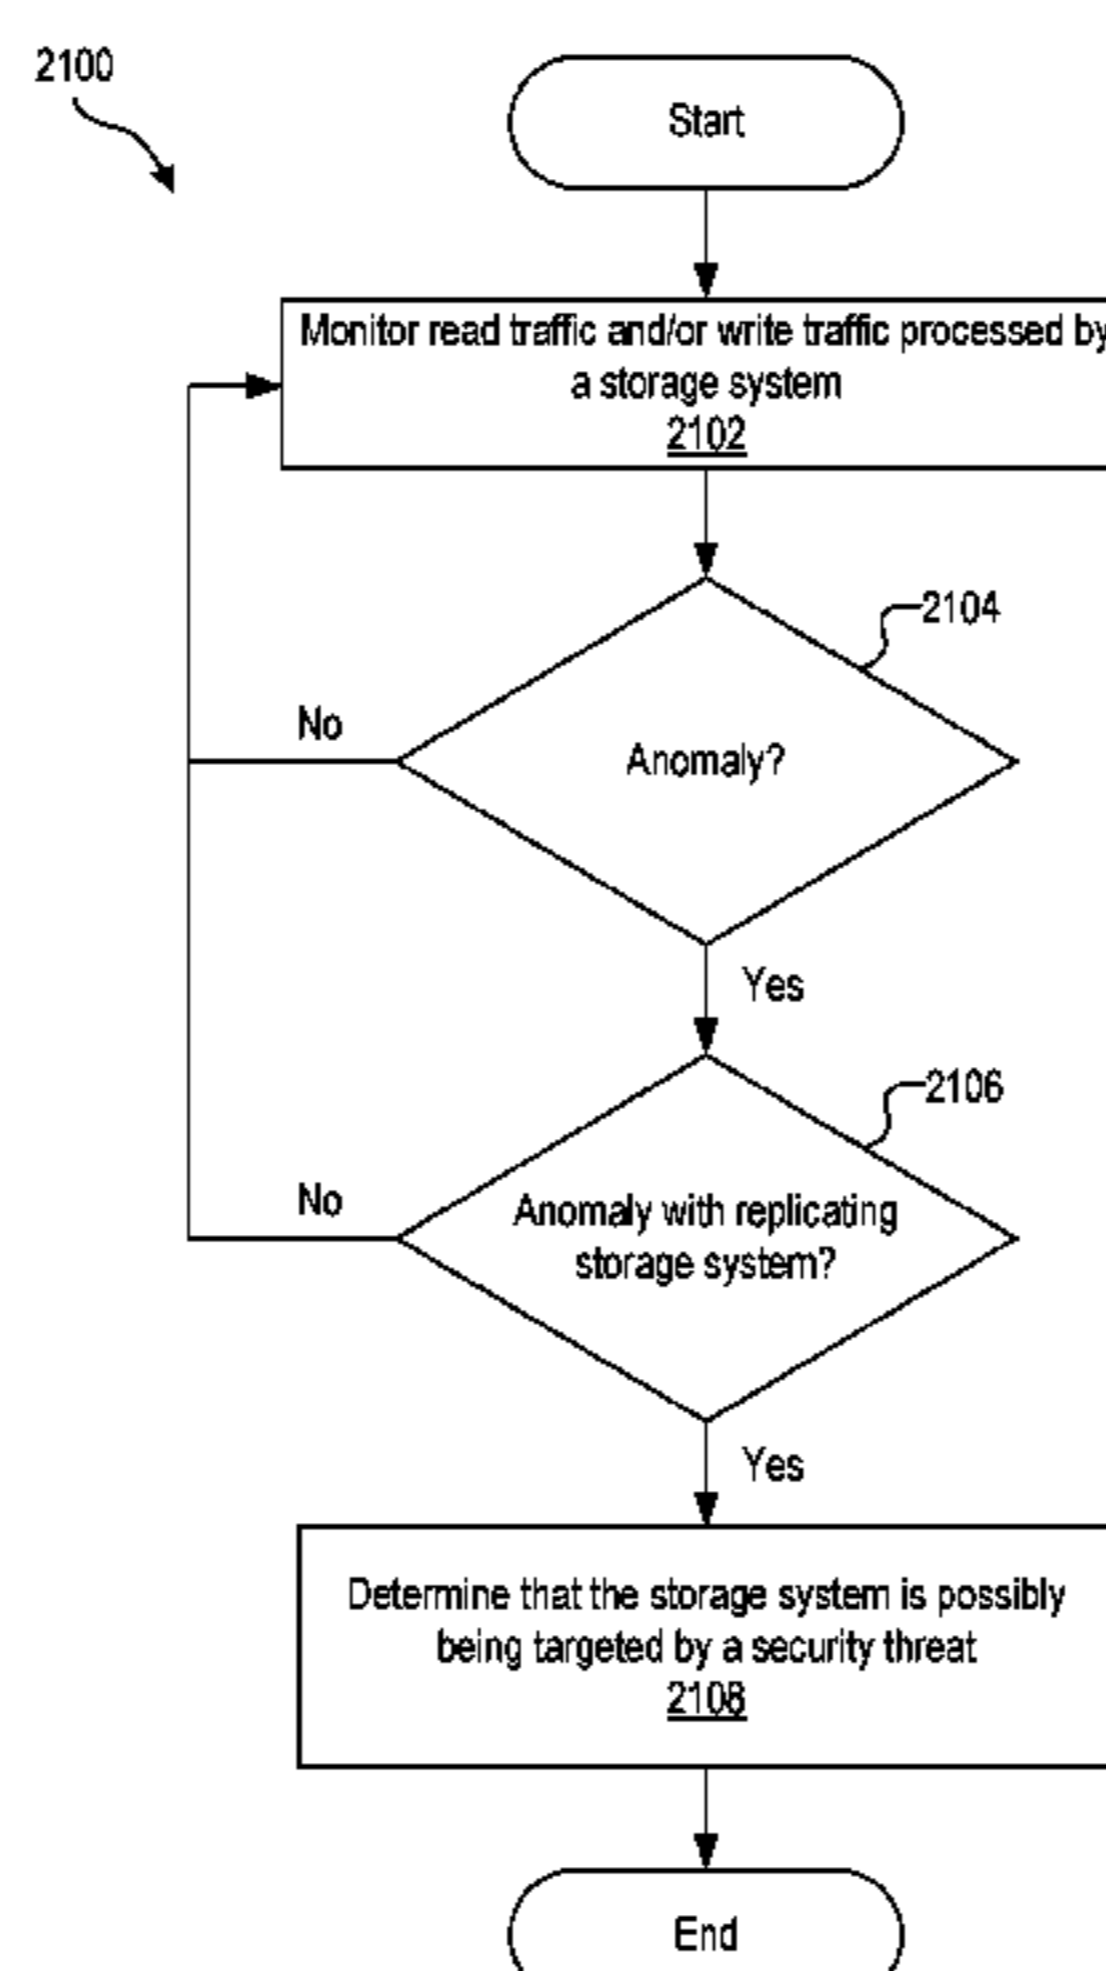 2100
Start
Monitor read traffic and/or write traffic processed by
a storage system
2102
2104
Anomaly?
No
Yes
2106
Anomaly with replicating
storage system?
No
Yes
Determine that the storage system is possibly
being targeted by a security threat
2108
End